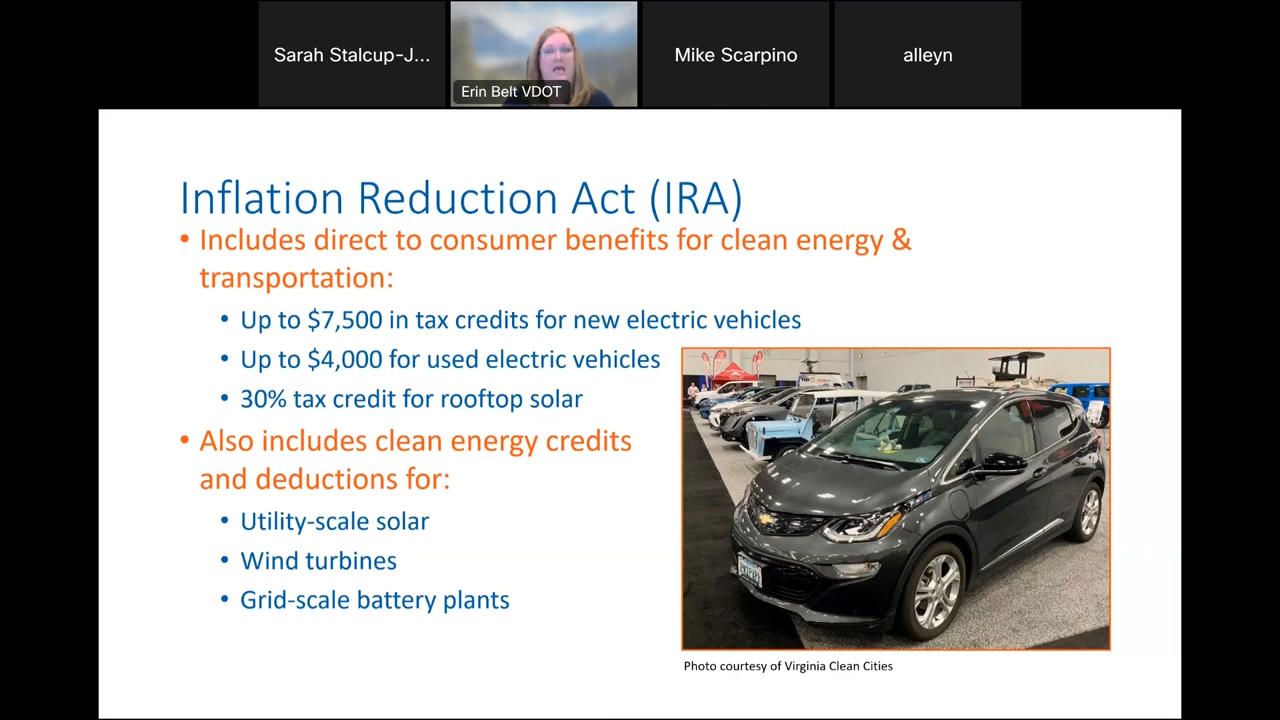 Sarah Stalcup-J...
Erin Belt VDOT
Mike Scarpino
alleyn
Inflation Reduction Act (IRA)
• Includes direct to consumer benefits for clean energy &
transportation:
• Up to $7,500 in tax credits for new electric vehicles
• Up to $4,000 for used electric vehicles
• 30% tax credit for rooftop solar
• Also includes clean energy credits
and deductions for:
• Utility-scale solar
• Wind turbines
• Grid-scale battery plants
Photo courtesy of Virginia Clean Cities